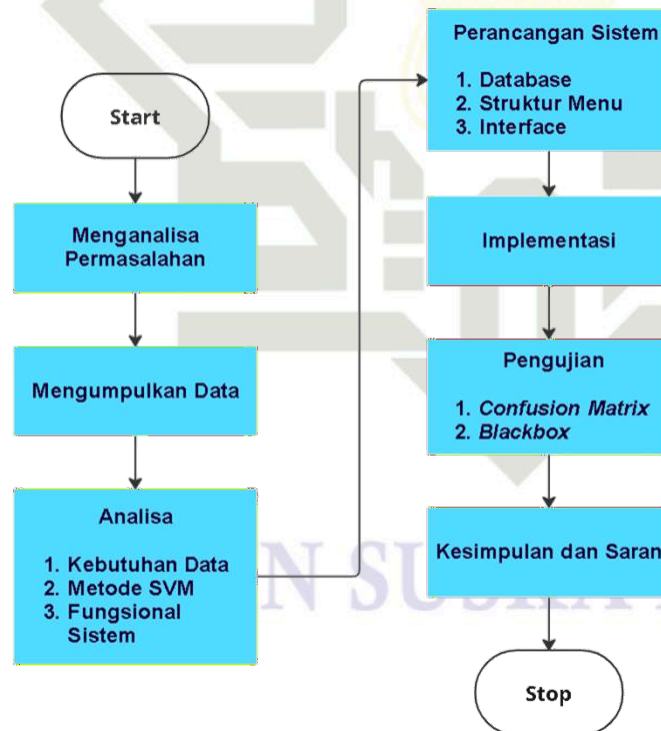 Start
Menganalisa
Permasalahan
Mengumpulkan Data
Analisa
1. Kebutuhan Data
2. Metode SVM
3. Fungsional
Sistem
Perancangan Sistem
1. Database
2. Struktur Menu
3. Interface
Implementasi
Pengujian
1. Confusion Matrix
2. Blackbox
Kesimpulan dan Saran
Stop